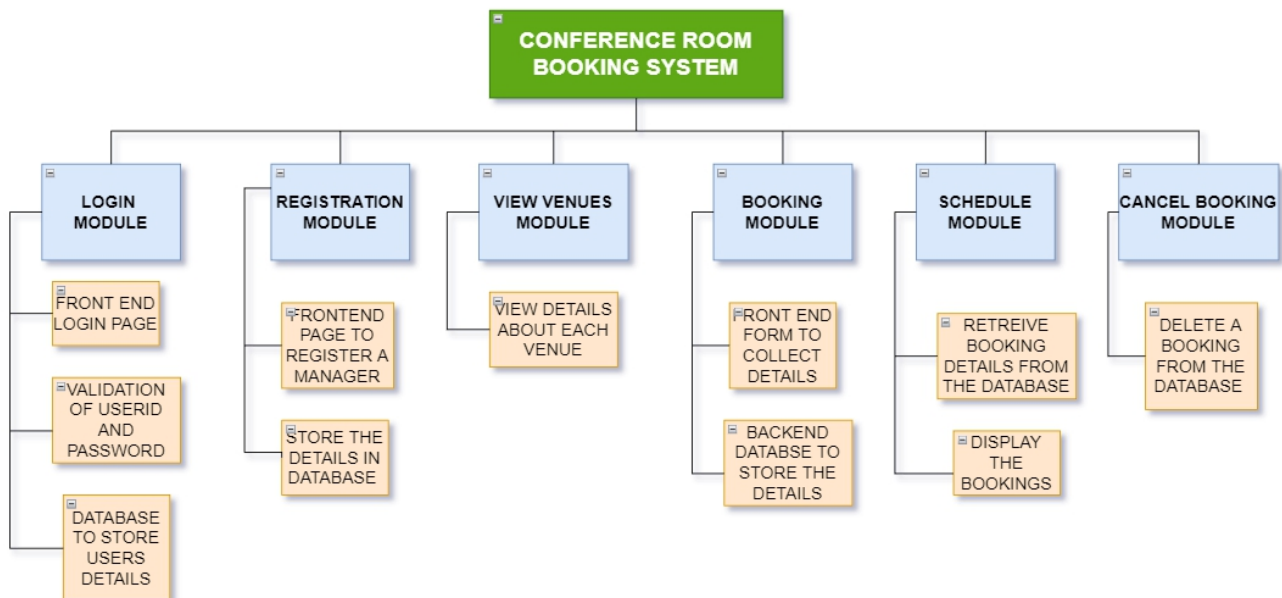 CONFERENCE ROOM
BOOKING SYSTEM
LOGIN
MODULE
REGISTRATION
MODULE
VIEW VENUES
MODULE
BOOKING
MODULE
SCHEDULE
MODULE
CANCEL BOOKING
MODULE
FRONT END
LOGIN PAGE
VALIDATION
OF USERID
AND
PASSWORD
DATABASE
TO STORE
USERS
DETAILS
FRONTEND
PAGE TO
REGISTER A
MANAGER
STORE THE
DETAILS IN
DATABASE
VIEW DETAILS
ABOUT EACH
VENUE
FRONT END
FORM TO
COLLECT
DETAILS
BACKEND
DATABSE TO
STORE THE
DETAILS
RETREIVE
BOOKING
DETAILS FROM
THE DATABASE
DISPLAY
THE
BOOKINGS
DELETE A
BOOKING
FROM THE
DATABASE